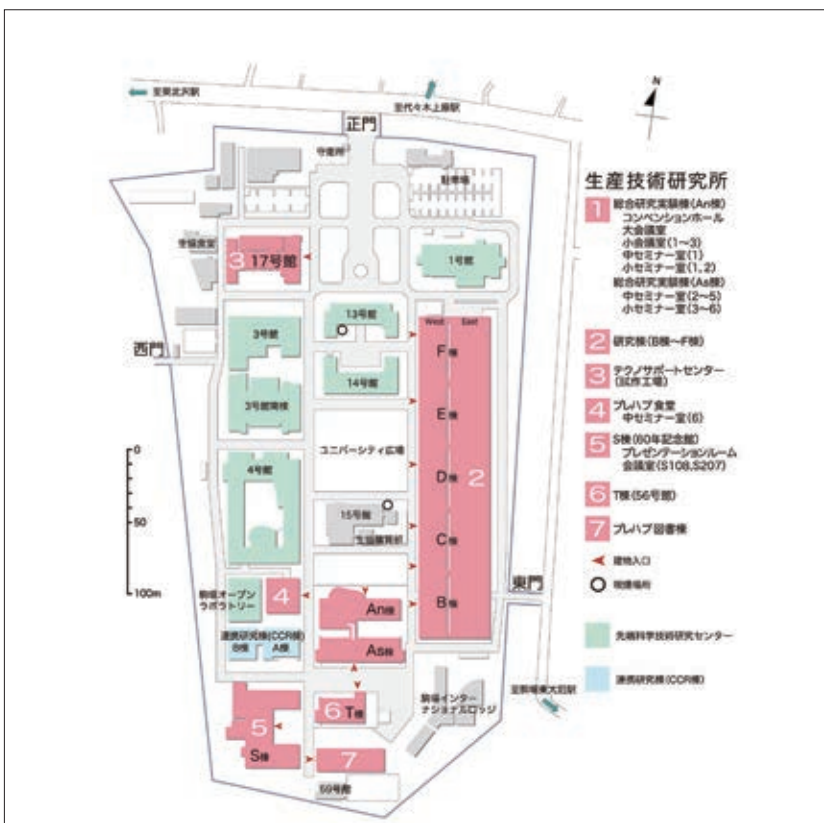 至東北沢駅
至代々木上原駅
N
正門
守衛所
駐車場
生協食堂
3 17号館
1号館
13号館
West East
3号館
F棟
西門
14号館
3号館南棟
E棟
ユニバーシティ広場
4号館
D棟
2
15号館
生協購買部
C棟
0
50
100m
東門
駒場オープン
ラボラトリー
4
An棟
B棟
連携研究棟(CCR棟)
B棟 A棟
As棟
至駒場東大前駅
駒場インター
ナショナルロッジ
6 T棟
5
S棟
7
59号館
生産技術研究所
1 総合研究実験棟(An棟)
コンベンションホール
大会議室
小会議室(1〜3)
中セミナー室(1)
小セミナー室(1,2)
総合研究実験棟(As棟)
中セミナー室(2〜5)
小セミナー室(3〜6)
2 研究棟(B棟〜F棟)
3 テクノサポートセンター
(試作工場)
4 プレハブ食堂
中セミナー室(6)
5 S棟(60年記念館)
プレゼンテーションルーム
会議室(S108,S207)
6 T棟(56号館)
7 プレハブ図書棟
建物入口
喫煙場所
先端科学技術研究センター
連携研究棟(CCR棟)